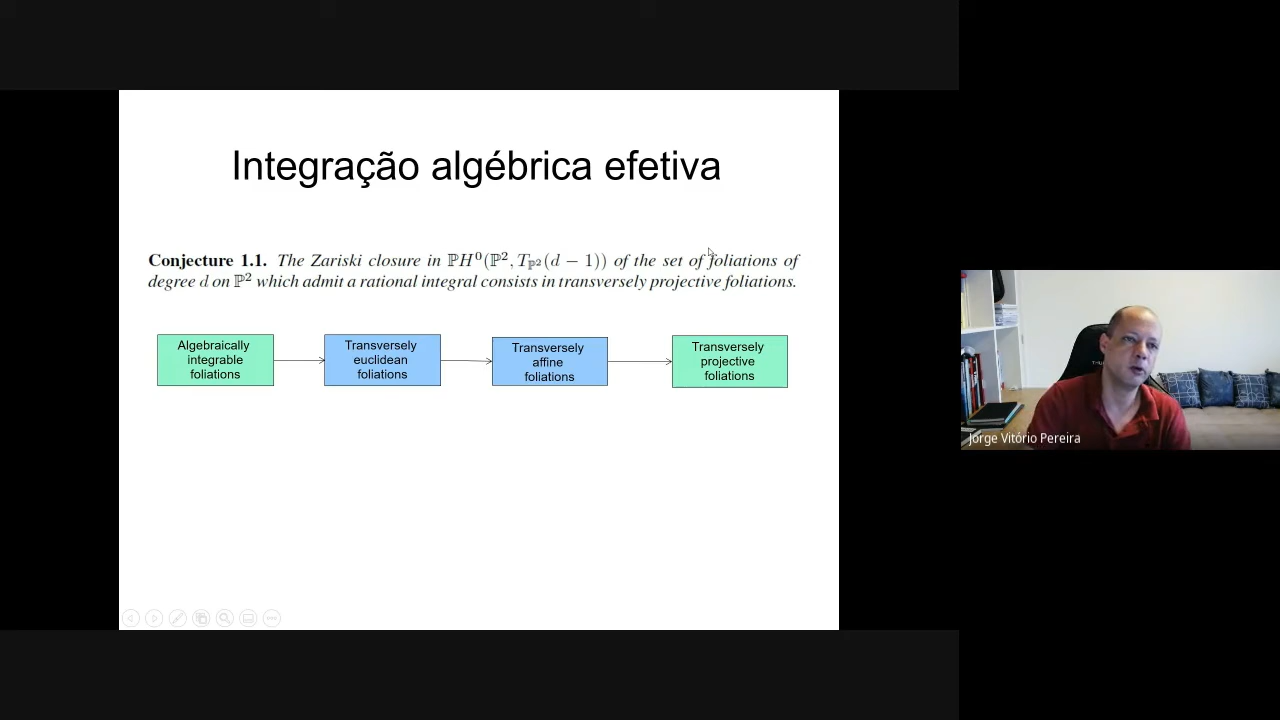 Integração algébrica efetiva
Conjecture 1.1. The Zariski closure in ℙH⁰(ℙ², T_ℙ²(d − 1)) of the set of foliations of
degree d on ℙ² which admit a rational integral consists in transversely projective foliations.
Algebraically
integrable
foliations
Transversely
euclidean
foliations
Transversely
affine
foliations
Transversely
projective
foliations
Jorge Vitório Pereira